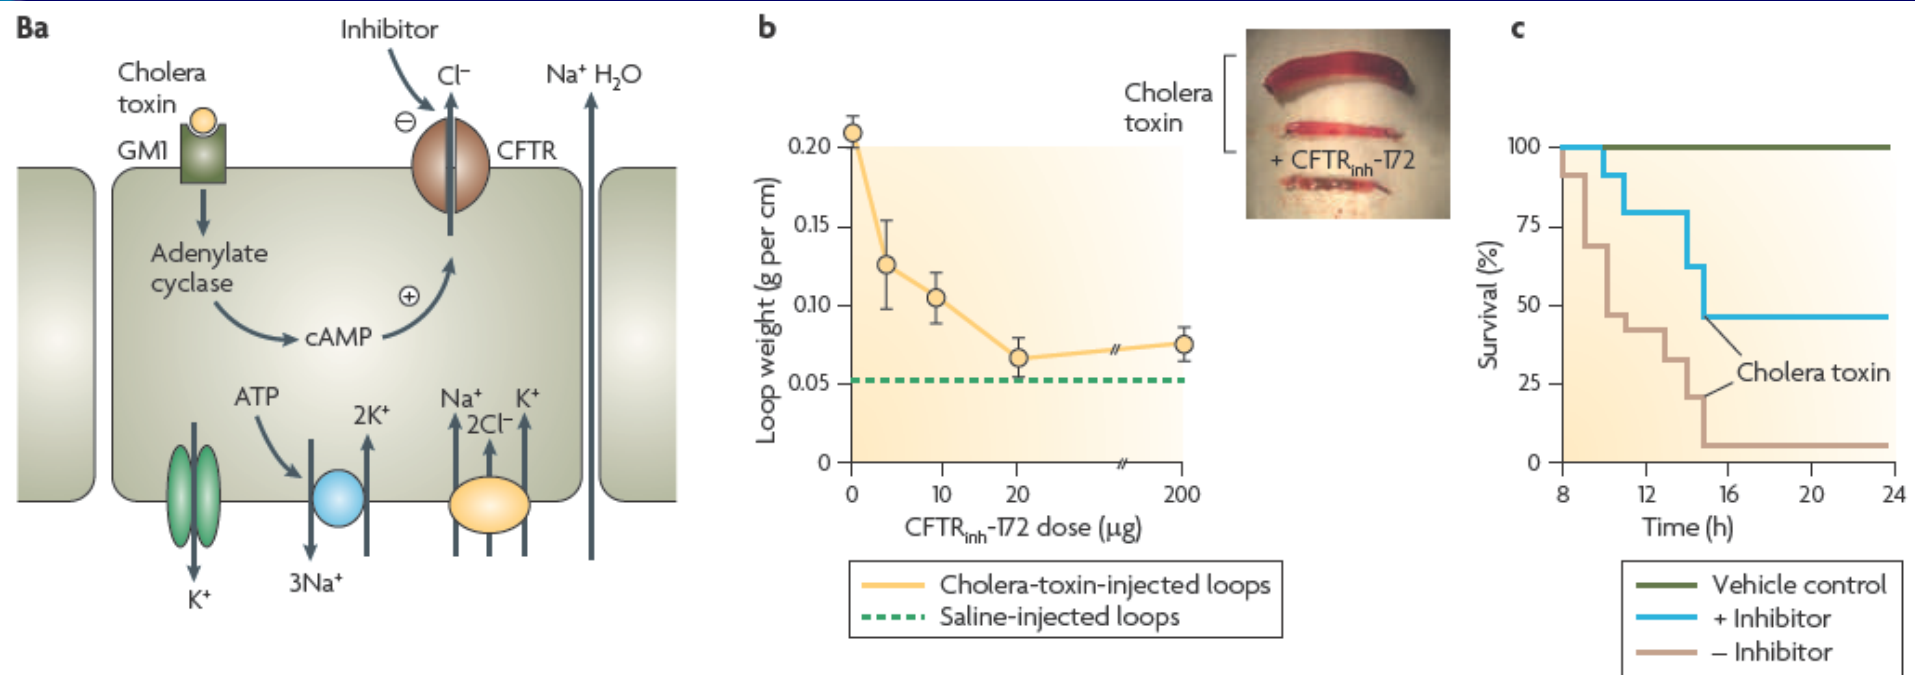 Ba
Inhibitor
Cholera
toxin
Cl⁻
Na⁺ H₂O
GM1
⊖
CFTR
Adenylate
cyclase
⊕
cAMP
ATP
2K⁺
Na⁺
2Cl⁻
K⁺
K⁺
3Na⁺
b
Cholera
toxin
+ CFTRinh-172
Loop weight (g per cm)
0.20
0.15
0.10
0.05
0
0
10
20
200
CFTRinh-172 dose (μg)
Cholera-toxin-injected loops
Saline-injected loops
c
Survival (%)
100
75
50
25
0
Cholera toxin
8
12
16
20
24
Time (h)
Vehicle control
+ Inhibitor
– Inhibitor